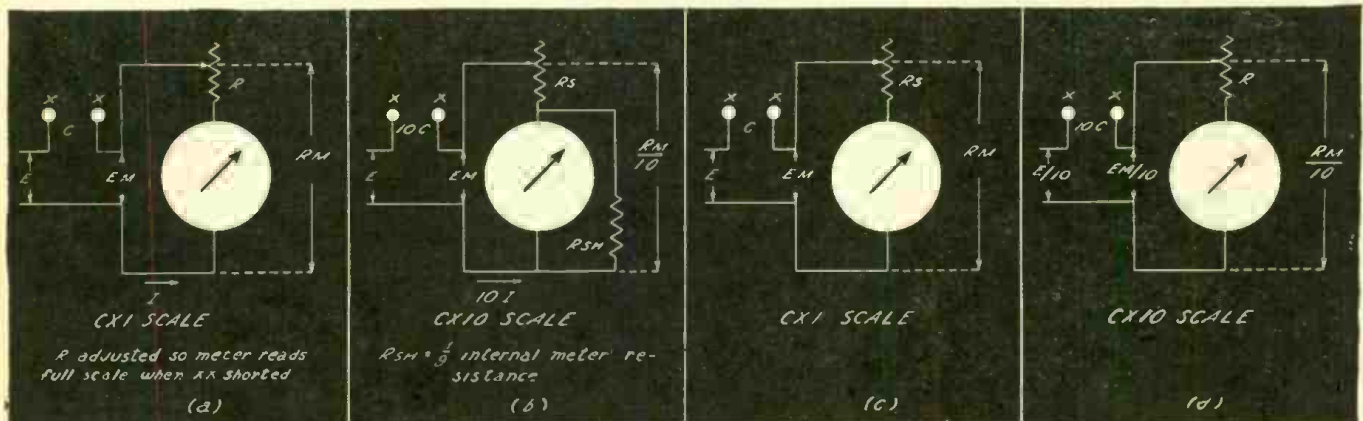 R
X X
C
E
EM
RM
I
CX1 SCALE
R adjusted so meter reads
full scale when XX shorted
(a)
RS
X X
10C
E
EM
RM
10
RSH
10 I
CX10 SCALE
RSH = 1/9 internal meter re-
sistance
(b)
RS
X X
C
E
EM
RM
CX1 SCALE
(c)
R
X X
10C
E/10
EM/10
RM
10
CX10 SCALE
(d)